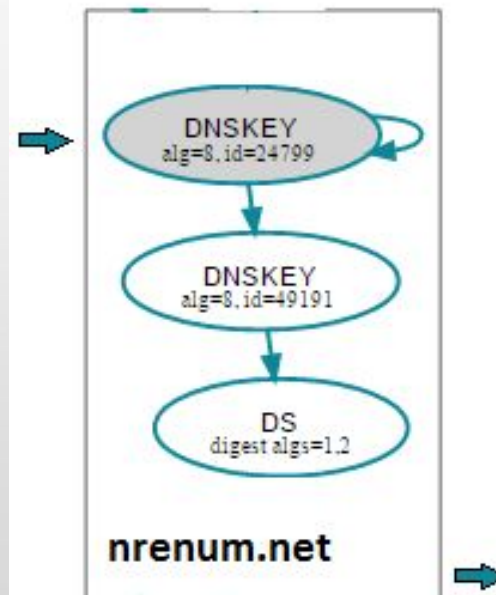 DNSKEY
alg=8, id=24799
DNSKEY
alg=8, id=49191
DS
digest algs=1,2
nrenum.net